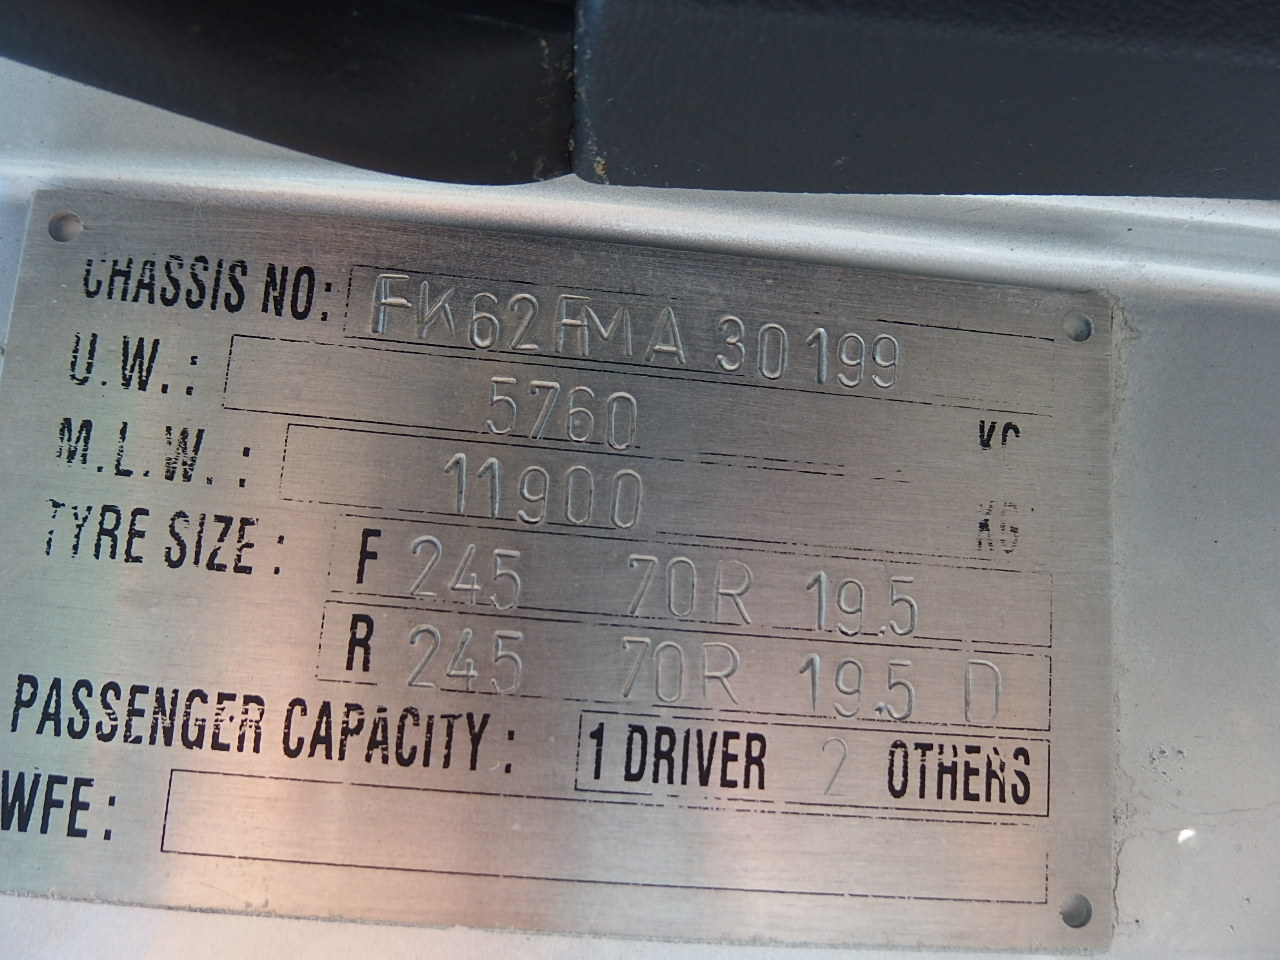 CHASSIS NO: FK62FMA 30199
U.W.: 5760 KG
M.L.W.: 11900 KG
TYRE SIZE: F 245 70R 19.5
R 245 70R 19.5 D
PASSENGER CAPACITY: 1 DRIVER 2 OTHERS
WFE: